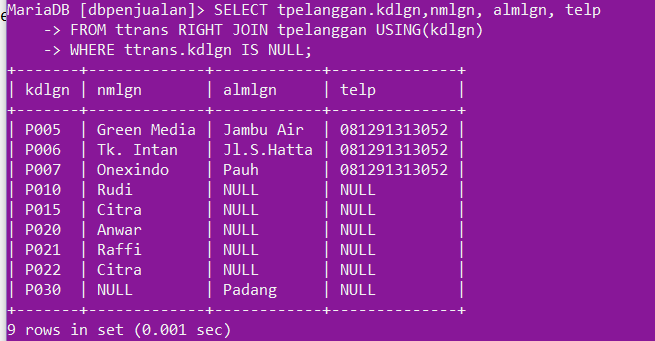 MariaDB [dbpenjualan]> SELECT tpelanggan.kdlgn,nmlgn, almlgn, telp
    -> FROM ttrans RIGHT JOIN tpelanggan USING(kdlgn)
    -> WHERE ttrans.kdlgn IS NULL;
+-------+-------------+------------+--------------+
| kdlgn | nmlgn       | almlgn     | telp         |
+-------+-------------+------------+--------------+
| P005  | Green Media | Jambu Air  | 081291313052 |
| P006  | Tk. Intan   | Jl.S.Hatta | 081291313052 |
| P007  | Onexindo    | Pauh       | 081291313052 |
| P010  | Rudi        | NULL       | NULL         |
| P015  | Citra       | NULL       | NULL         |
| P020  | Anwar       | NULL       | NULL         |
| P021  | Raffi       | NULL       | NULL         |
| P022  | Citra       | NULL       | NULL         |
| P030  | NULL        | Padang     | NULL         |
+-------+-------------+------------+--------------+
9 rows in set (0.001 sec)